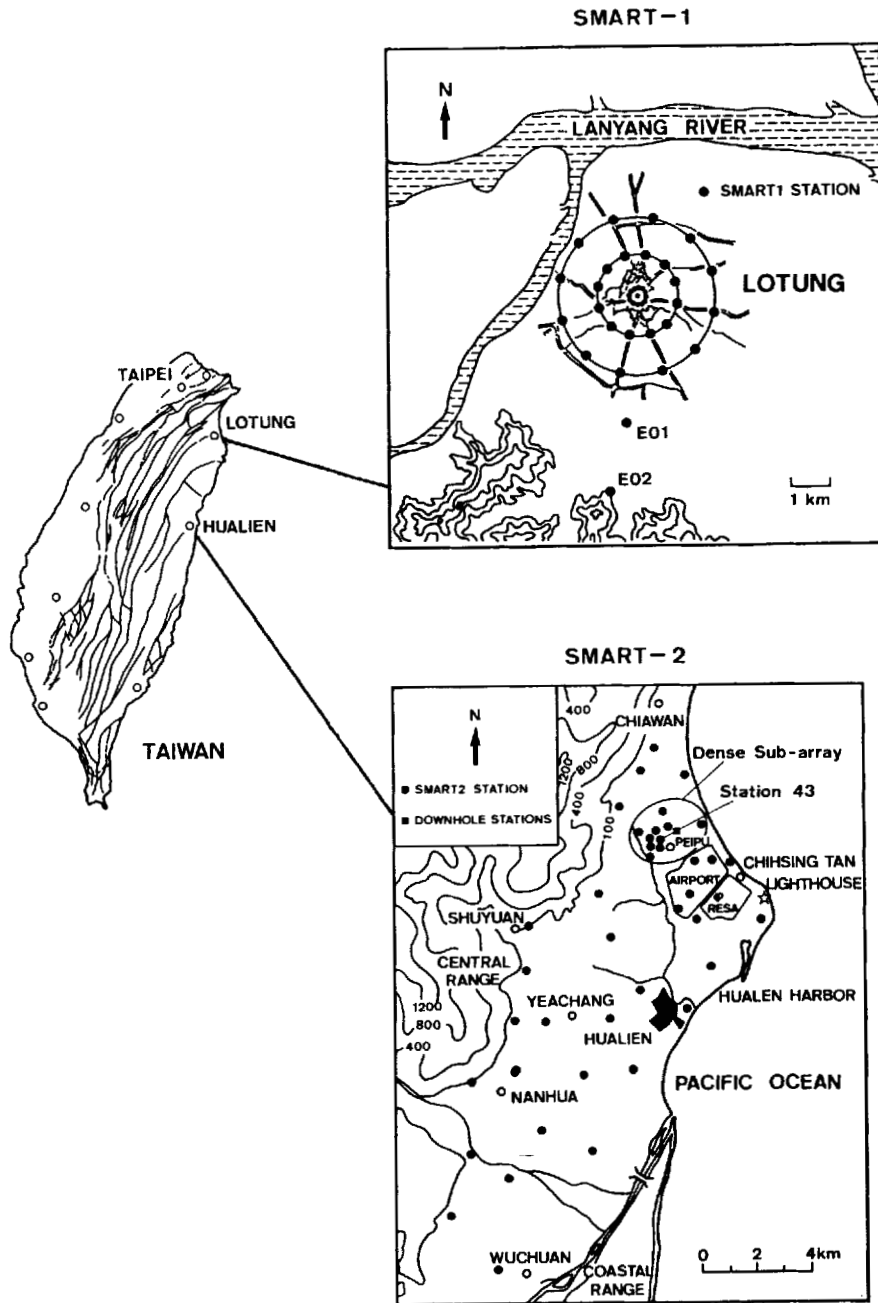 SMART-1
N
LANYANG RIVER
SMART1 STATION
LOTUNG
E01
E02
1 km
TAIPEI
LOTUNG
HUALIEN
TAIWAN
SMART-2
N
SMART2 STATION
DOWNHOLE STATIONS
400
CHIAWAN
1200
800
400
100
Dense Sub-array
Station 43
PEIPU
AIRPORT
RESA
CHIHSING TAN
LIGHTHOUSE
SHUYUAN
CENTRAL
RANGE
1200
800
400
YEACHANG
HUALIEN
HUALEN HARBOR
NANHUA
PACIFIC OCEAN
WUCHUAN
COASTAL
RANGE
0 2 4km